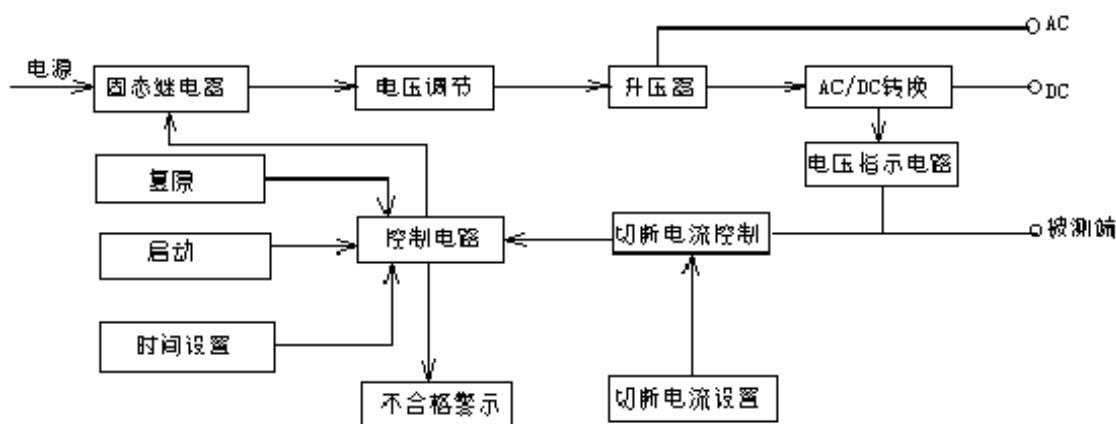 AC
电源
固态继电器
电压调节
升压器
AC/DC转换
DC
电压指示电路
复原
控制电路
切断电流控制
被测端
启动
时间设置
不合格警示
切断电流设置